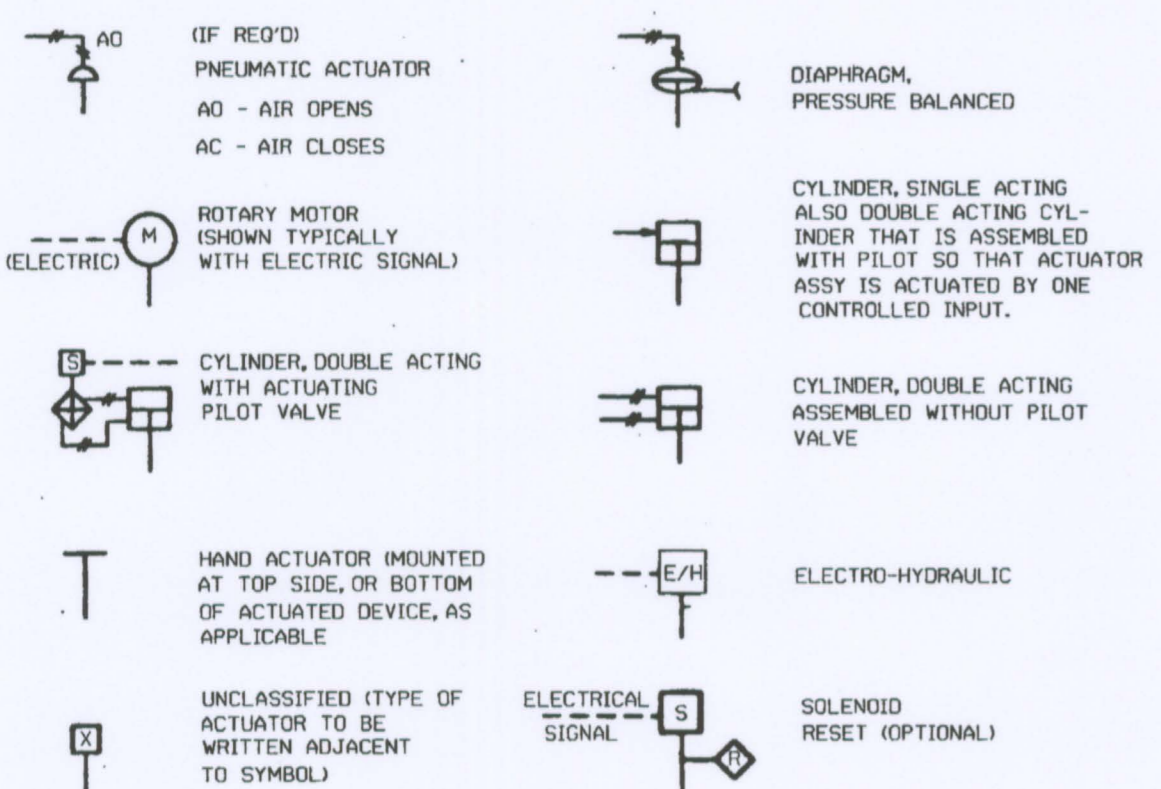 AO
(IF REQ'D)
PNEUMATIC ACTUATOR
AO - AIR OPENS
AC - AIR CLOSES
DIAPHRAGM,
PRESSURE BALANCED
M
(ELECTRIC)
ROTARY MOTOR
(SHOWN TYPICALLY
WITH ELECTRIC SIGNAL)
CYLINDER, SINGLE ACTING
ALSO DOUBLE ACTING CYL-
INDER THAT IS ASSEMBLED
WITH PILOT SO THAT ACTUATOR
ASSY IS ACTUATED BY ONE
CONTROLLED INPUT.
S
CYLINDER, DOUBLE ACTING
WITH ACTUATING
PILOT VALVE
CYLINDER, DOUBLE ACTING
ASSEMBLED WITHOUT PILOT
VALVE
HAND ACTUATOR (MOUNTED
AT TOP SIDE, OR BOTTOM
OF ACTUATED DEVICE, AS
APPLICABLE
E/H
ELECTRO-HYDRAULIC
X
UNCLASSIFIED (TYPE OF
ACTUATOR TO BE
WRITTEN ADJACENT
TO SYMBOL)
ELECTRICAL
SIGNAL
S
R
SOLENOID
RESET (OPTIONAL)